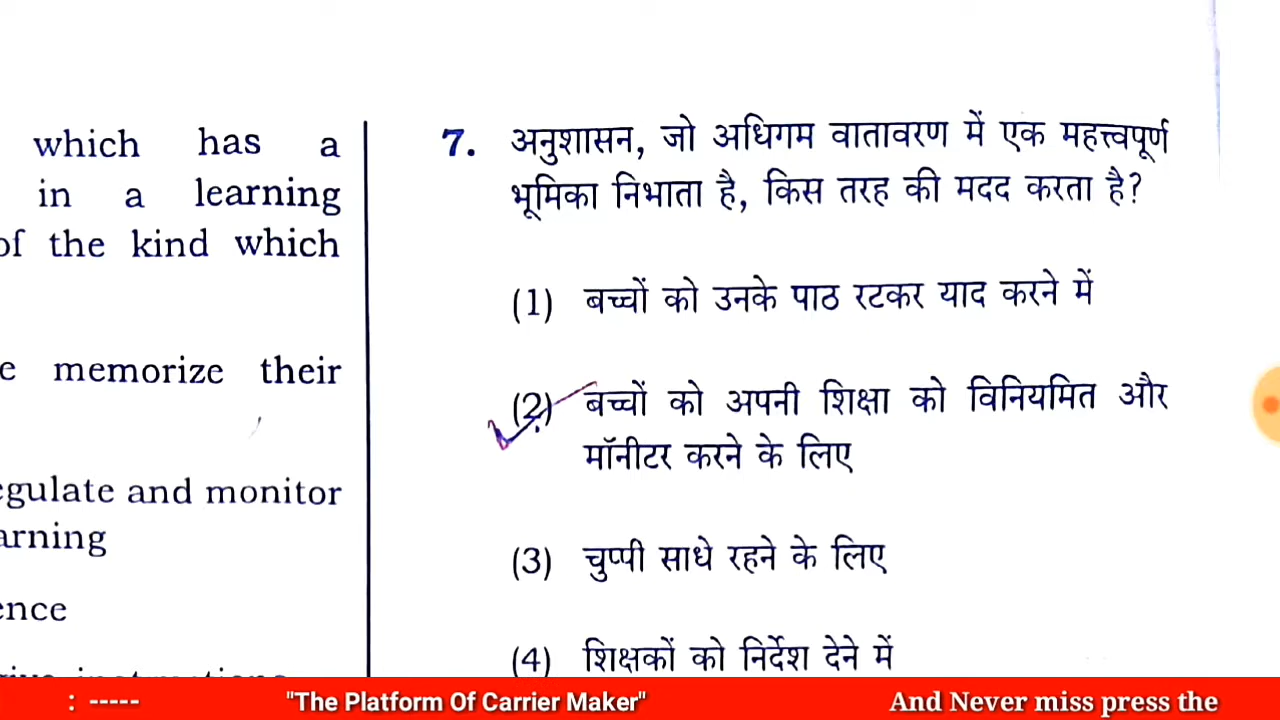 which has a
in a learning
of the kind which
e memorize their
egulate and monitor
arning
ence
7. अनुशासन, जो अधिगम वातावरण में एक महत्त्वपूर्ण
भूमिका निभाता है, किस तरह की मदद करता है?
(1) बच्चों को उनके पाठ रटकर याद करने में
(2) बच्चों को अपनी शिक्षा को विनियमित और
मॉनीटर करने के लिए
(3) चुप्पी साधे रहने के लिए
(4) शिक्षकों को निर्देश देने में
: ----- "The Platform Of Carrier Maker" And Never miss press the